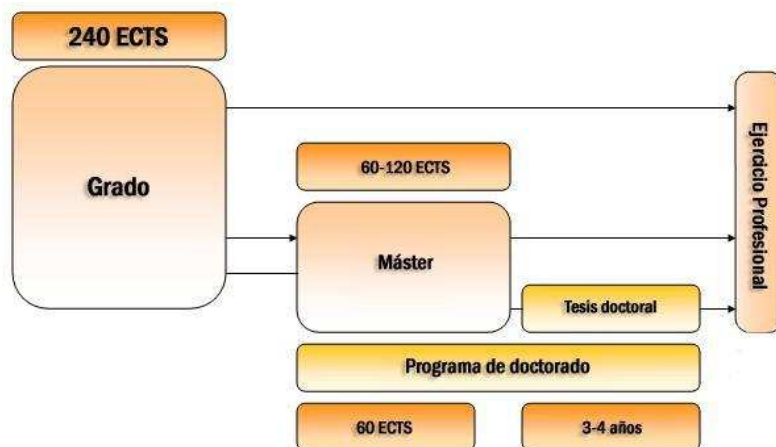 240 ECTS
Grado
60-120 ECTS
Máster
Ejercicio Profesional
Tesis doctoral
Programa de doctorado
60 ECTS
3-4 años